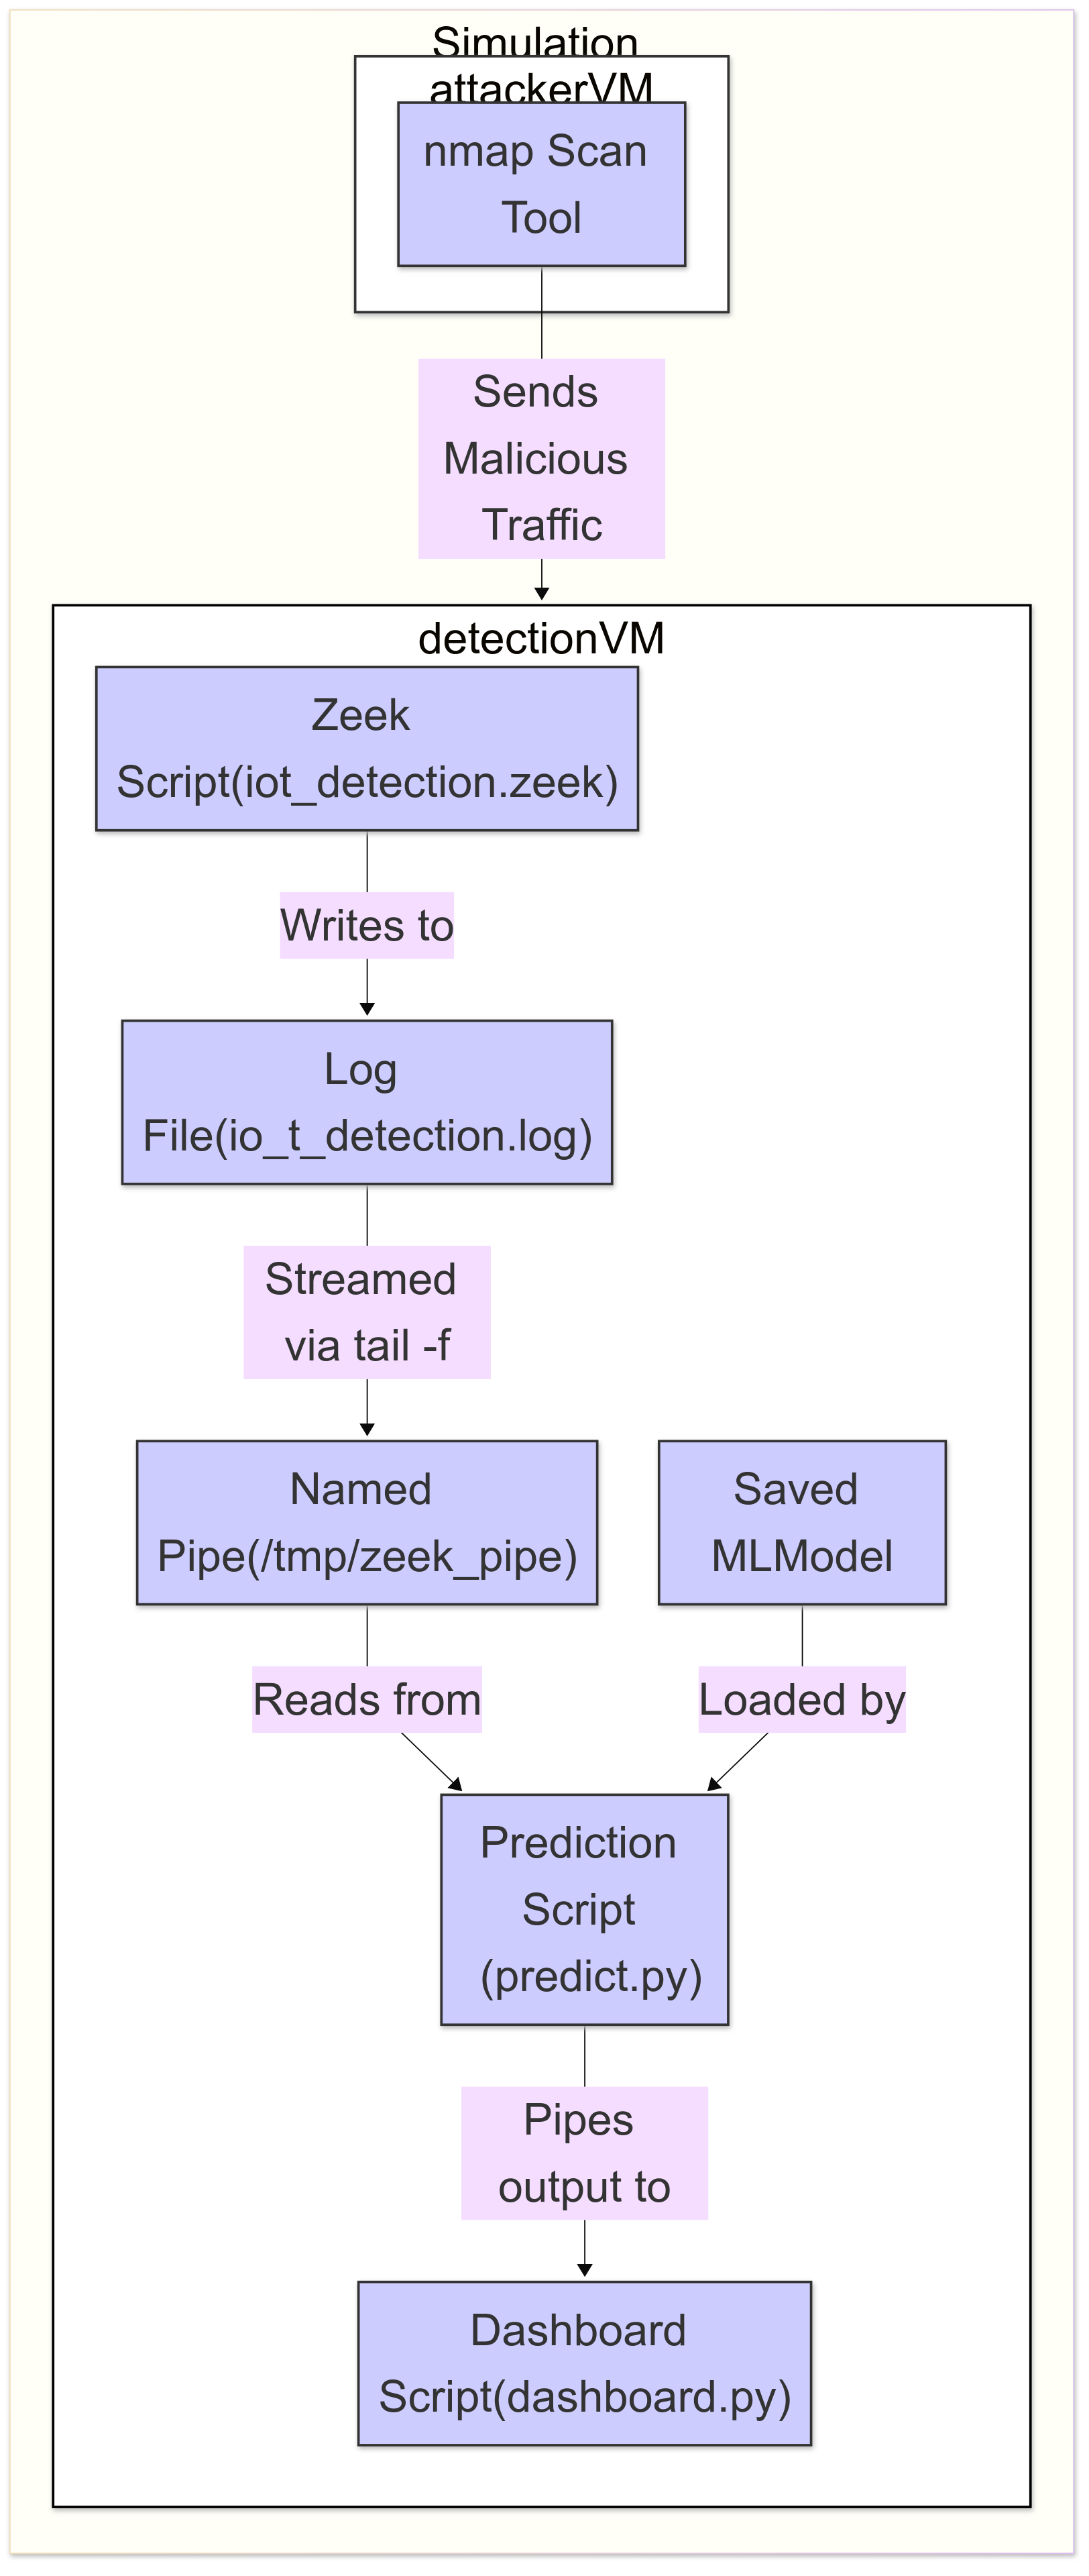 Simulation
attackerVM
nmap Scan
Tool
Sends
Malicious
Traffic
detectionVM
Zeek
Script(iot_detection.zeek)
Writes to
Log
File(io_t_detection.log)
Streamed
via tail -f
Named
Pipe(/tmp/zeek_pipe)
Saved
MLModel
Reads from
Loaded by
Prediction
Script
(predict.py)
Pipes
output to
Dashboard
Script(dashboard.py)